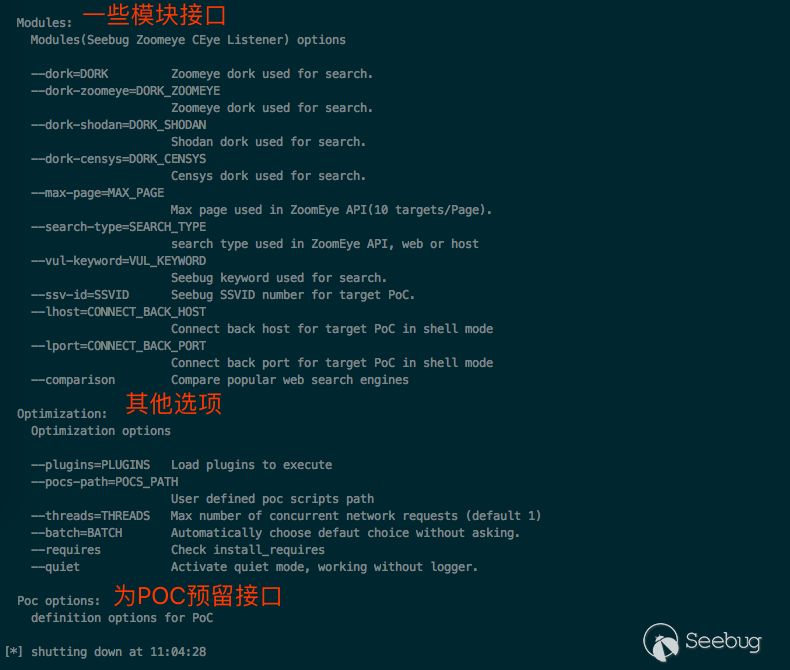 Modules: 一些模块接口
Modules(Seebug Zoomeye CEye Listener) options
--dork=DORK Zoomeye dork used for search.
--dork-zoomeye=DORK_ZOOMEYE
Zoomeye dork used for search.
--dork-shodan=DORK_SHODAN
Shodan dork used for search.
--dork-censys=DORK_CENSYS
Censys dork used for search.
--max-page=MAX_PAGE
Max page used in ZoomEye API(10 targets/Page).
--search-type=SEARCH_TYPE
search type used in ZoomEye API, web or host
--vul-keyword=VUL_KEYWORD
Seebug keyword used for search.
--ssv-id=SSVID Seebug SSVID number for target PoC.
--lhost=CONNECT_BACK_HOST
Connect back host for target PoC in shell mode
--lport=CONNECT_BACK_PORT
Connect back port for target PoC in shell mode
--comparison Compare popular web search engines
Optimization: 其他选项
Optimization options
--plugins=PLUGINS Load plugins to execute
--pocs-path=POCS_PATH
User defined poc scripts path
--threads=THREADS Max number of concurrent network requests (default 1)
--batch=BATCH Automatically choose defaut choice without asking.
--requires Check install_requires
--quiet Activate quiet mode, working without logger.
Poc options: 为POC预留接口
definition options for PoC
[*] shutting down at 11:04:28
Seebug